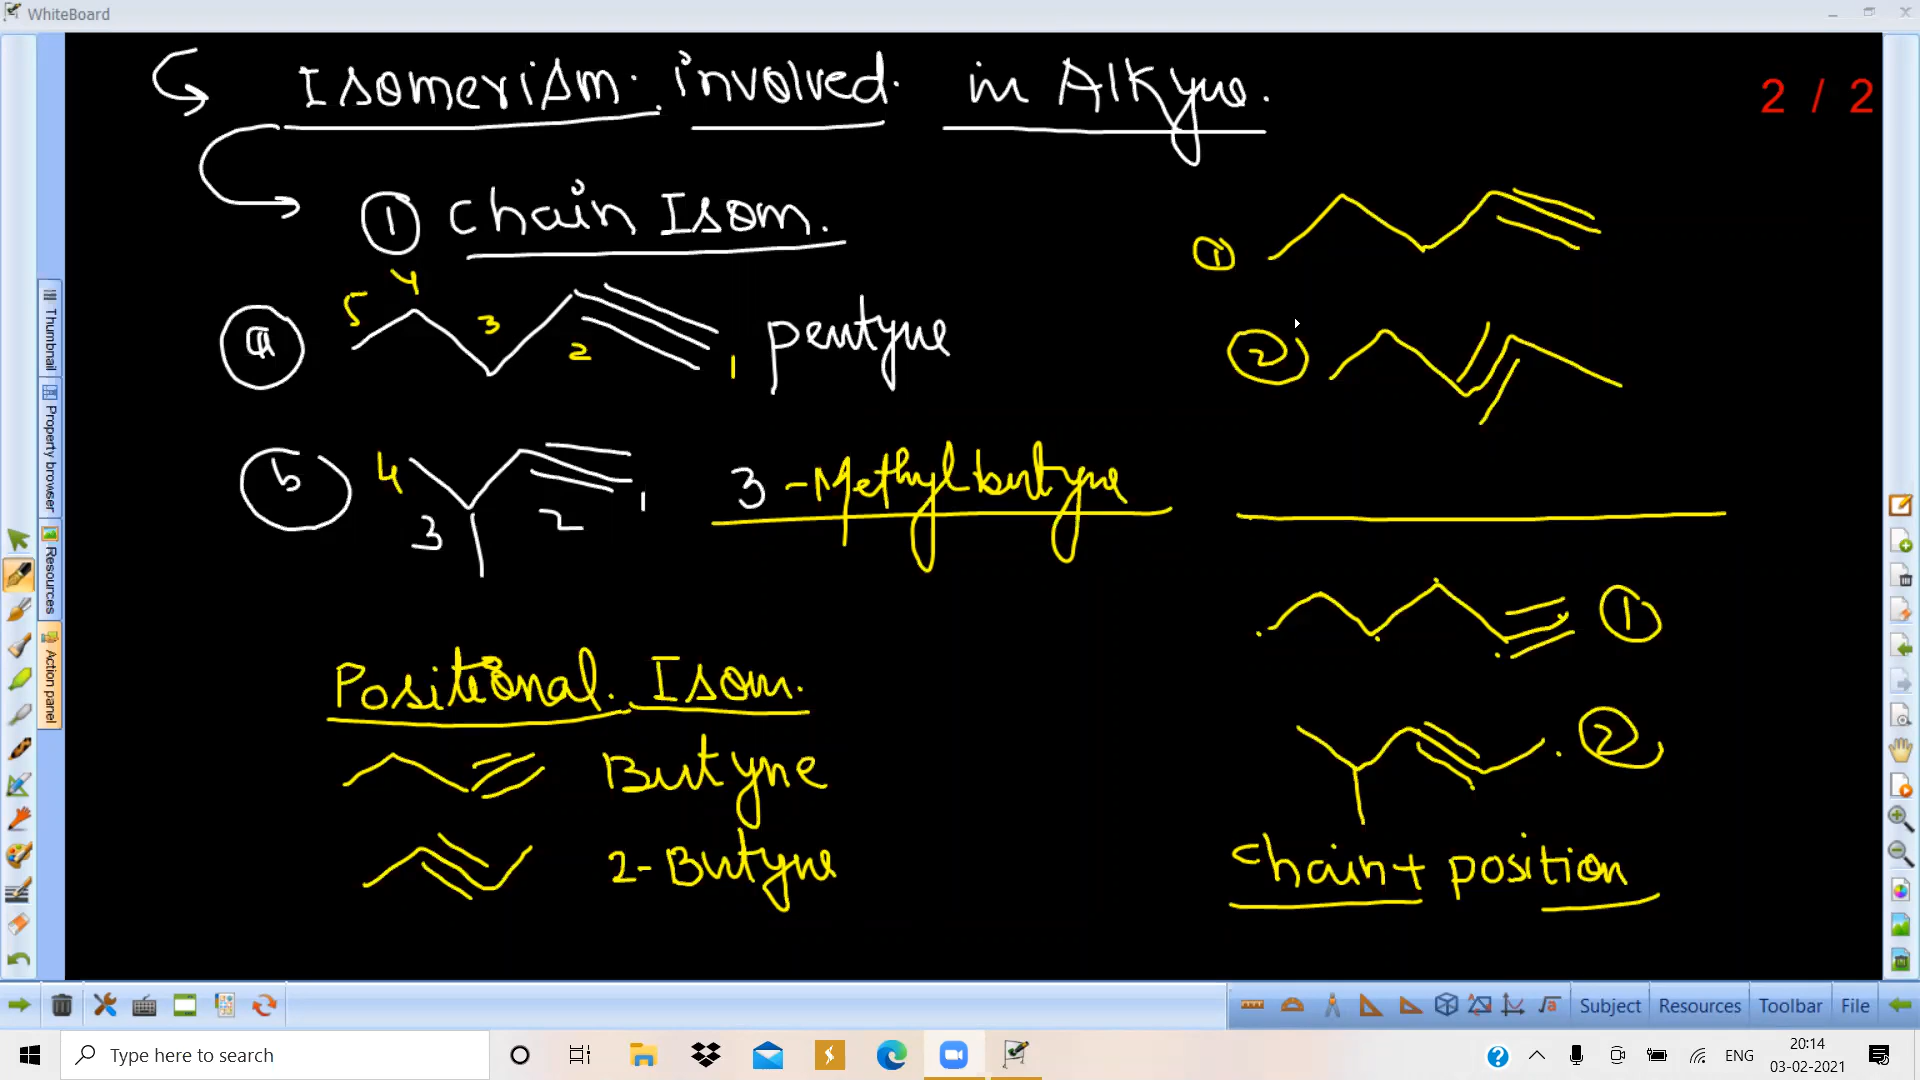 WhiteBoard
Isomerism involved in Alkyne.
2 / 2
1 Chain Isom.
a
5 4 3 2 1
pentyne
b
4 3 2 1
3-Methylbutyne
Positional Isom.
Butyne
2-Butyne
1
2
1
2
Chain + position
Thumbnail
Property browser
Resources
Action panel
Subject Resources Toolbar File
Type here to search
ENG
20:14
03-02-2021